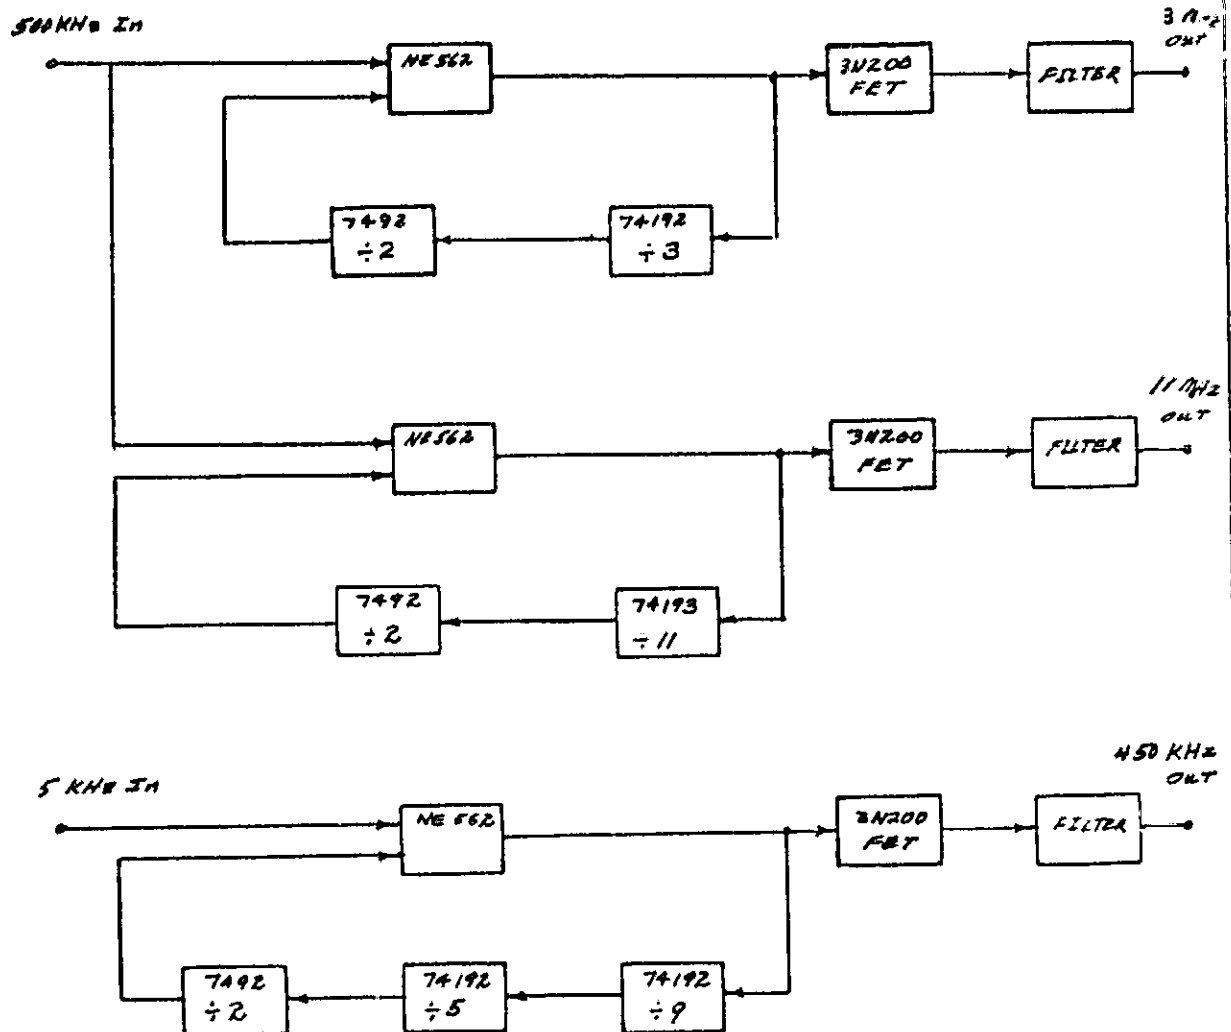 500 KHz In
NE562
3N200
FET
FILTER
3 MHz
Out
7492
÷2
74192
÷3
NE562
3N200
FET
FILTER
11 MHz
OUT
7492
÷2
74193
÷11
5 KHz In
NE562
3N200
FET
FILTER
450 KHz
OUT
7492
÷2
74192
÷5
74192
÷9